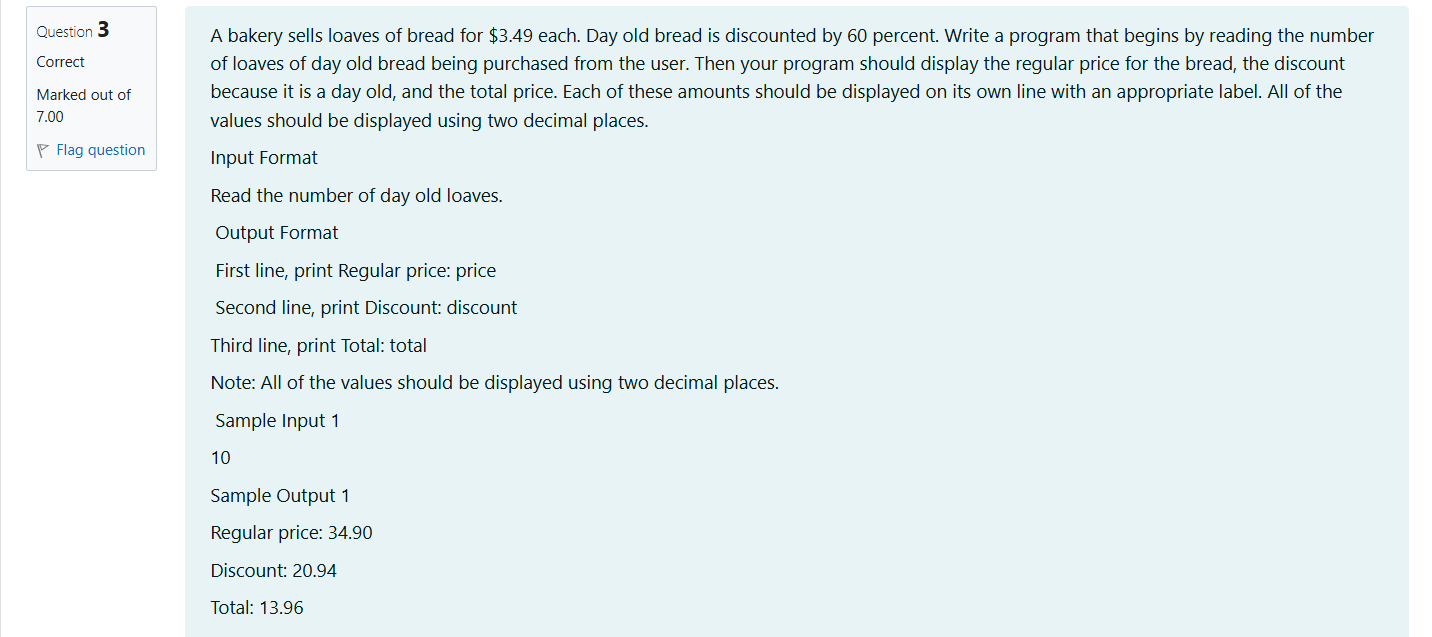 Question 3
Correct
Marked out of
7.00
Flag question
A bakery sells loaves of bread for $3.49 each. Day old bread is discounted by 60 percent. Write a program that begins by reading the number
of loaves of day old bread being purchased from the user. Then your program should display the regular price for the bread, the discount
because it is a day old, and the total price. Each of these amounts should be displayed on its own line with an appropriate label. All of the
values should be displayed using two decimal places.
Input Format
Read the number of day old loaves.
Output Format
First line, print Regular price: price
Second line, print Discount: discount
Third line, print Total: total
Note: All of the values should be displayed using two decimal places.
Sample Input 1
10
Sample Output 1
Regular price: 34.90
Discount: 20.94
Total: 13.96